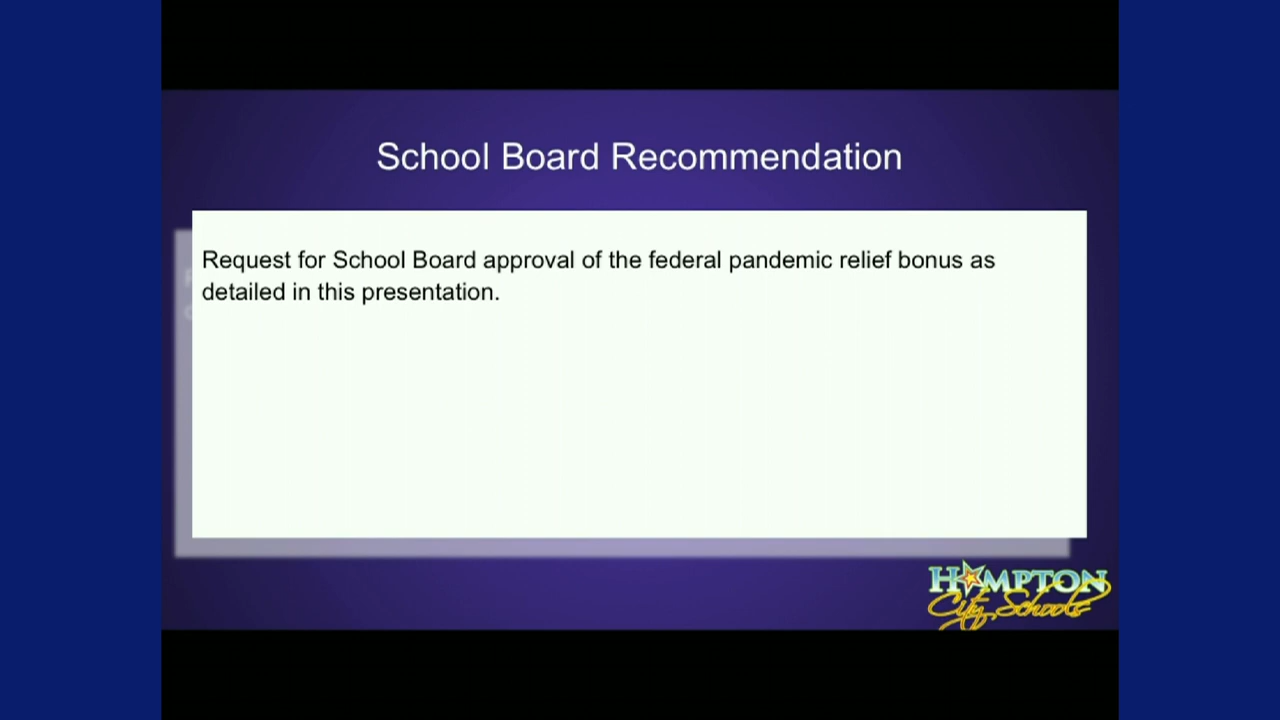 School Board Recommendation
Request for School Board approval of the federal pandemic relief bonus as
detailed in this presentation.
HAMPTON
City Schools